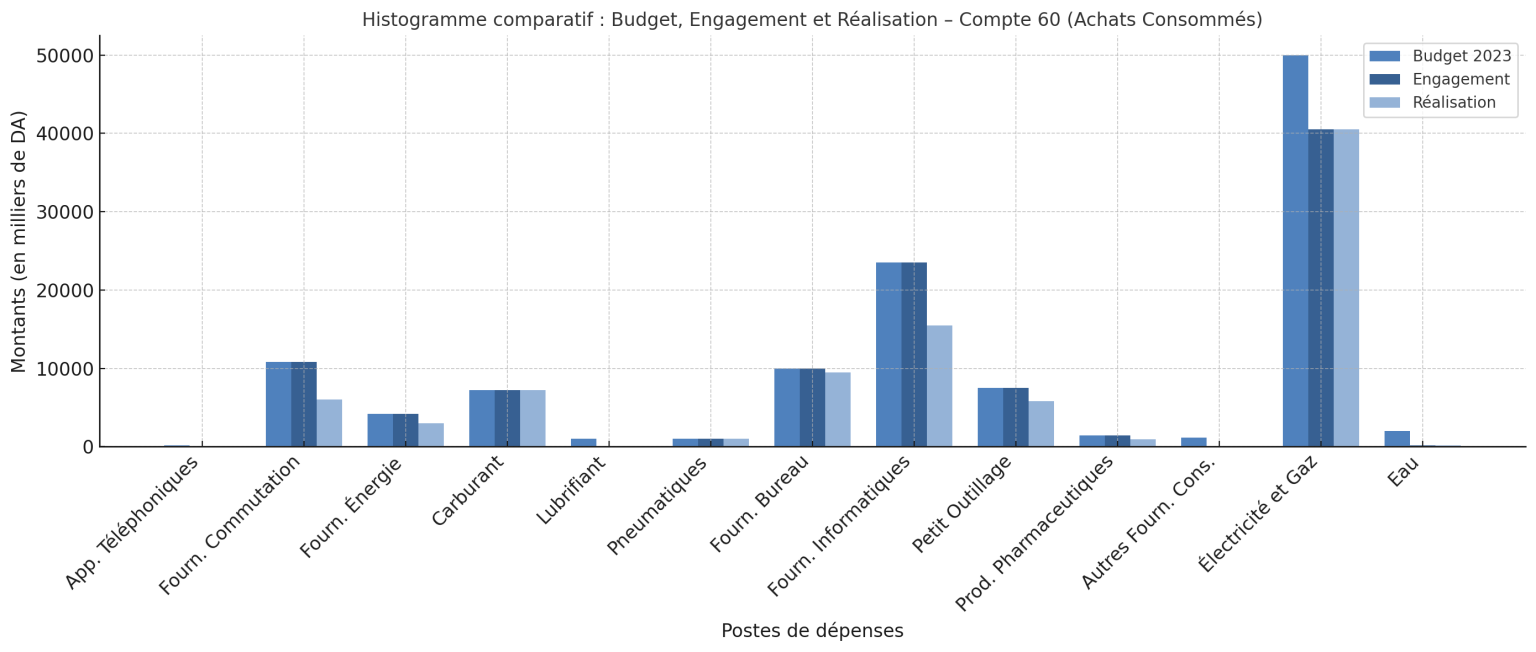 Histogramme comparatif : Budget, Engagement et Réalisation – Compte 60 (Achats Consommés)
Budget 2023
Engagement
Réalisation
Montants (en milliers de DA)
50000
40000
30000
20000
10000
0
App. Téléphoniques
Fourn. Commutation
Fourn. Énergie
Carburant
Lubrifiant
Pneumatiques
Fourn. Bureau
Fourn. Informatiques
Petit Outillage
Prod. Pharmaceutiques
Autres Fourn. Cons.
Électricité et Gaz
Eau
Postes de dépenses